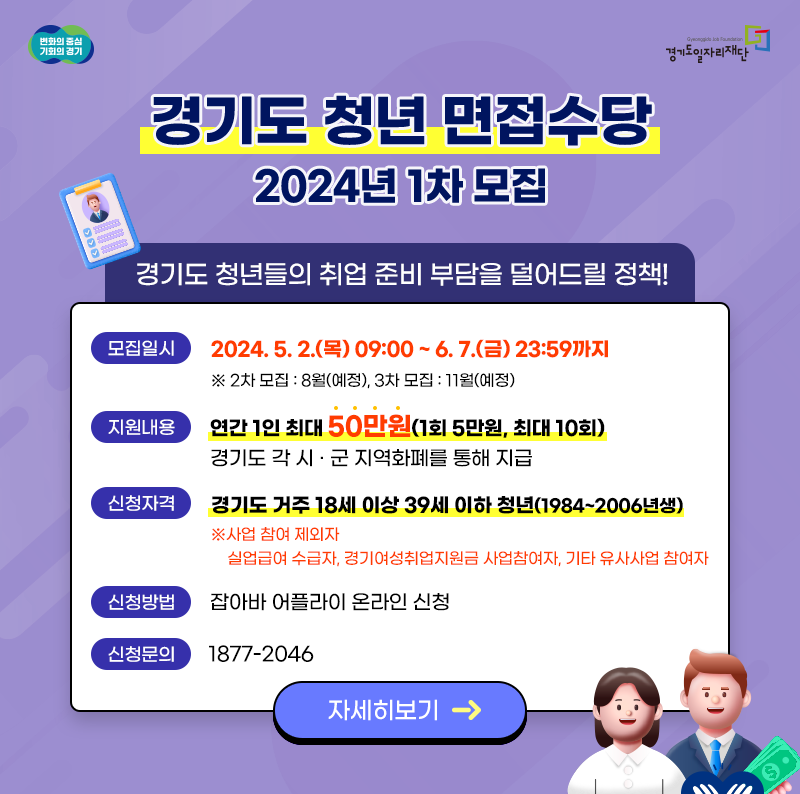 변화의 중심
기회의 경기
Gyeonggido Job Foundation
경기도일자리재단
경기도 청년 면접수당
2024년 1차 모집
경기도 청년들의 취업 준비 부담을 덜어드릴 정책!
모집일시
2024. 5. 2.(목) 09:00 ~ 6. 7.(금) 23:59까지
※ 2차 모집 : 8월(예정), 3차 모집 : 11월(예정)
지원내용
연간 1인 최대 50만원(1회 5만원, 최대 10회)
경기도 각 시 · 군 지역화폐를 통해 지급
신청자격
경기도 거주 18세 이상 39세 이하 청년(1984~2006년생)
※사업 참여 제외자
실업급여 수급자, 경기여성취업지원금 사업참여자, 기타 유사사업 참여자
신청방법
잡아바 어플라이 온라인 신청
신청문의
1877-2046
자세히보기 →
$